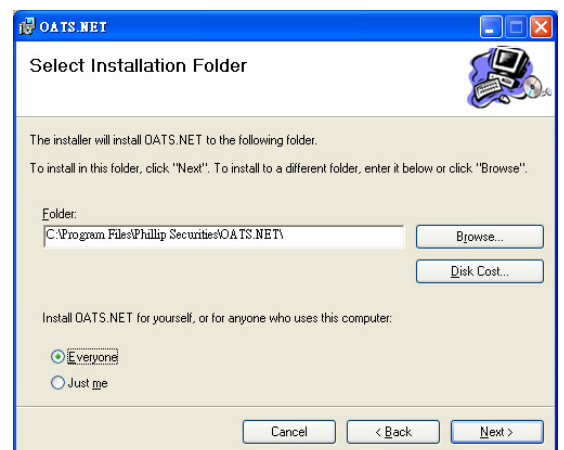 OATS.NET
Select Installation Folder
The installer will install OATS.NET to the following folder.
To install in this folder, click "Next". To install to a different folder, enter it below or click "Browse".
Folder:
C:\Program Files\Phillip Securities\OATS.NET\
Browse...
Disk Cost...
Install OATS.NET for yourself, or for anyone who uses this computer:
Everyone
Just me
Cancel
< Back
Next >